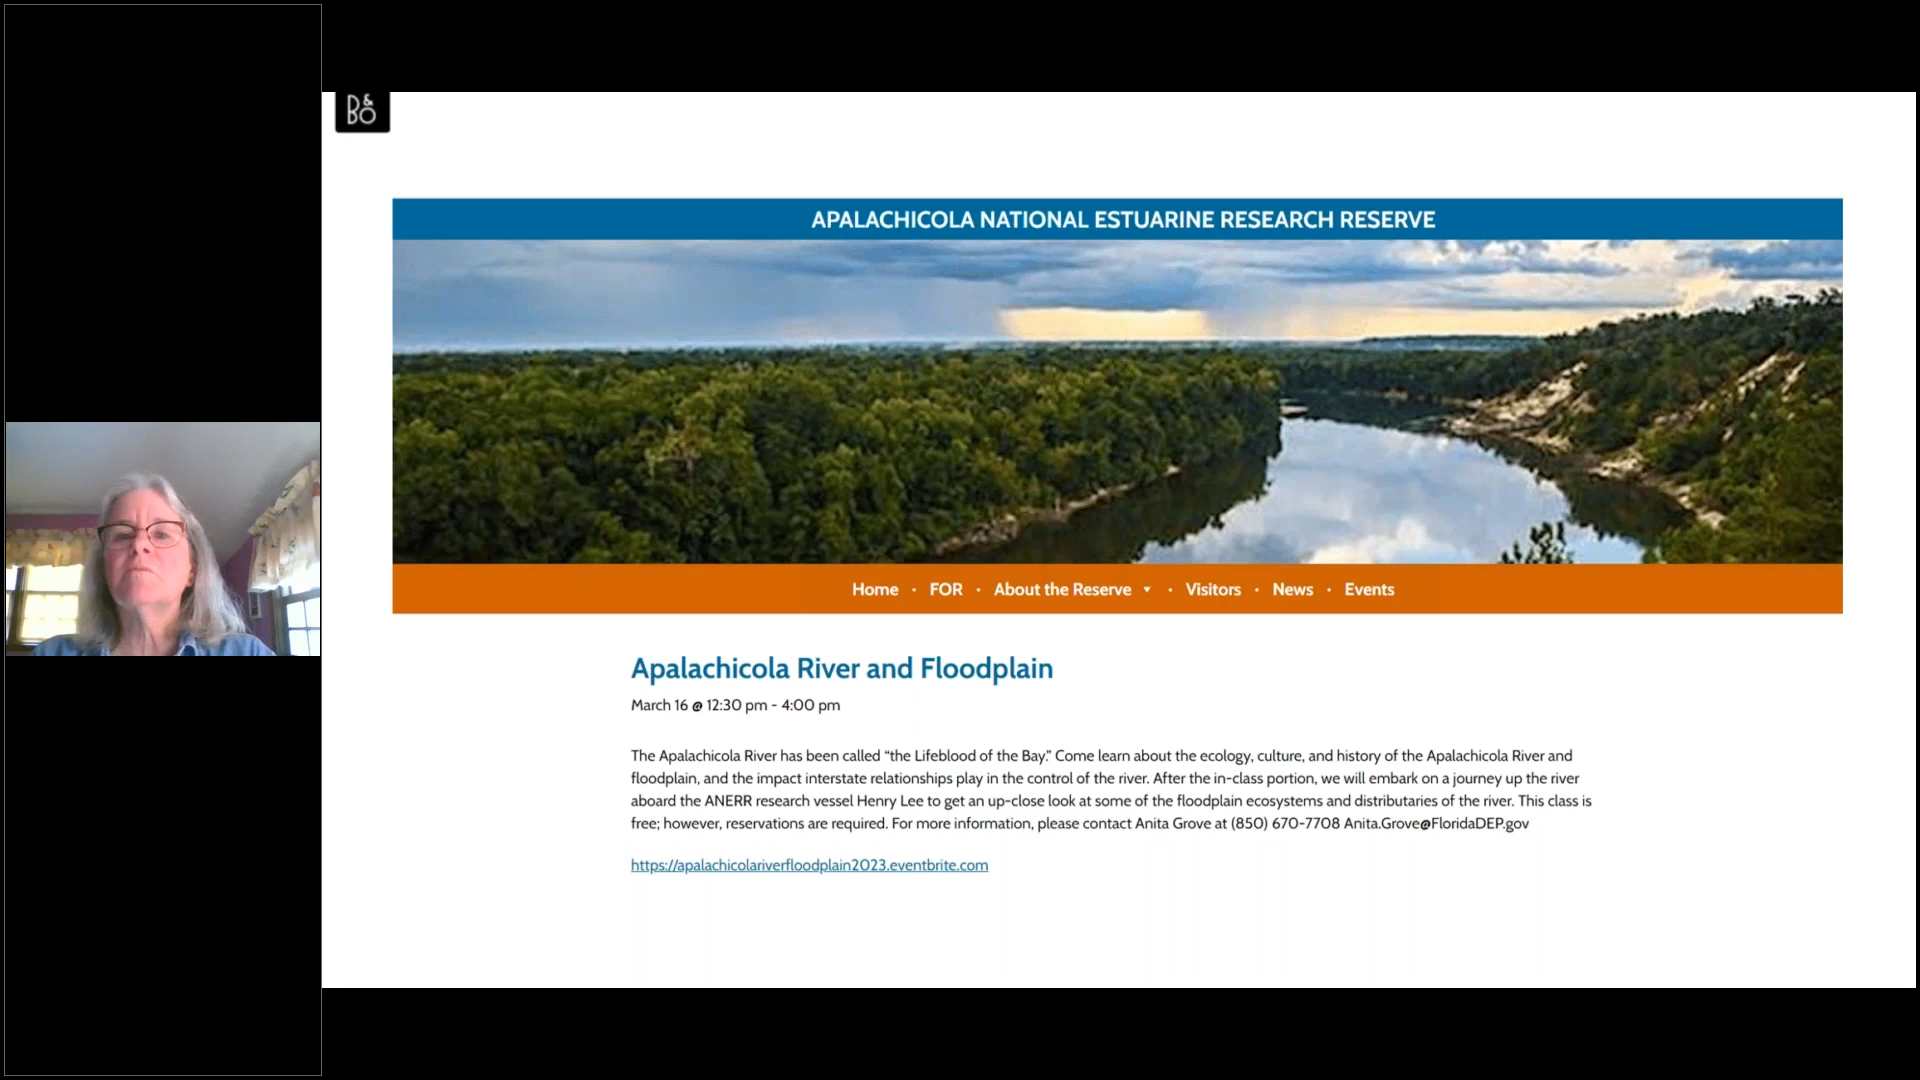 B&
BO
APALACHICOLA NATIONAL ESTUARINE RESEARCH RESERVE
Home · FOR · About the Reserve ▼ · Visitors · News · Events
Apalachicola River and Floodplain
March 16 @ 12:30 pm - 4:00 pm
The Apalachicola River has been called “the Lifeblood of the Bay.” Come learn about the ecology, culture, and history of the Apalachicola River and
floodplain, and the impact interstate relationships play in the control of the river. After the in-class portion, we will embark on a journey up the river
aboard the ANERR research vessel Henry Lee to get an up-close look at some of the floodplain ecosystems and distributaries of the river. This class is
free; however, reservations are required. For more information, please contact Anita Grove at (850) 670-7708 Anita.Grove@FloridaDEP.gov
https://apalachicolariverfloodplain2023.eventbrite.com